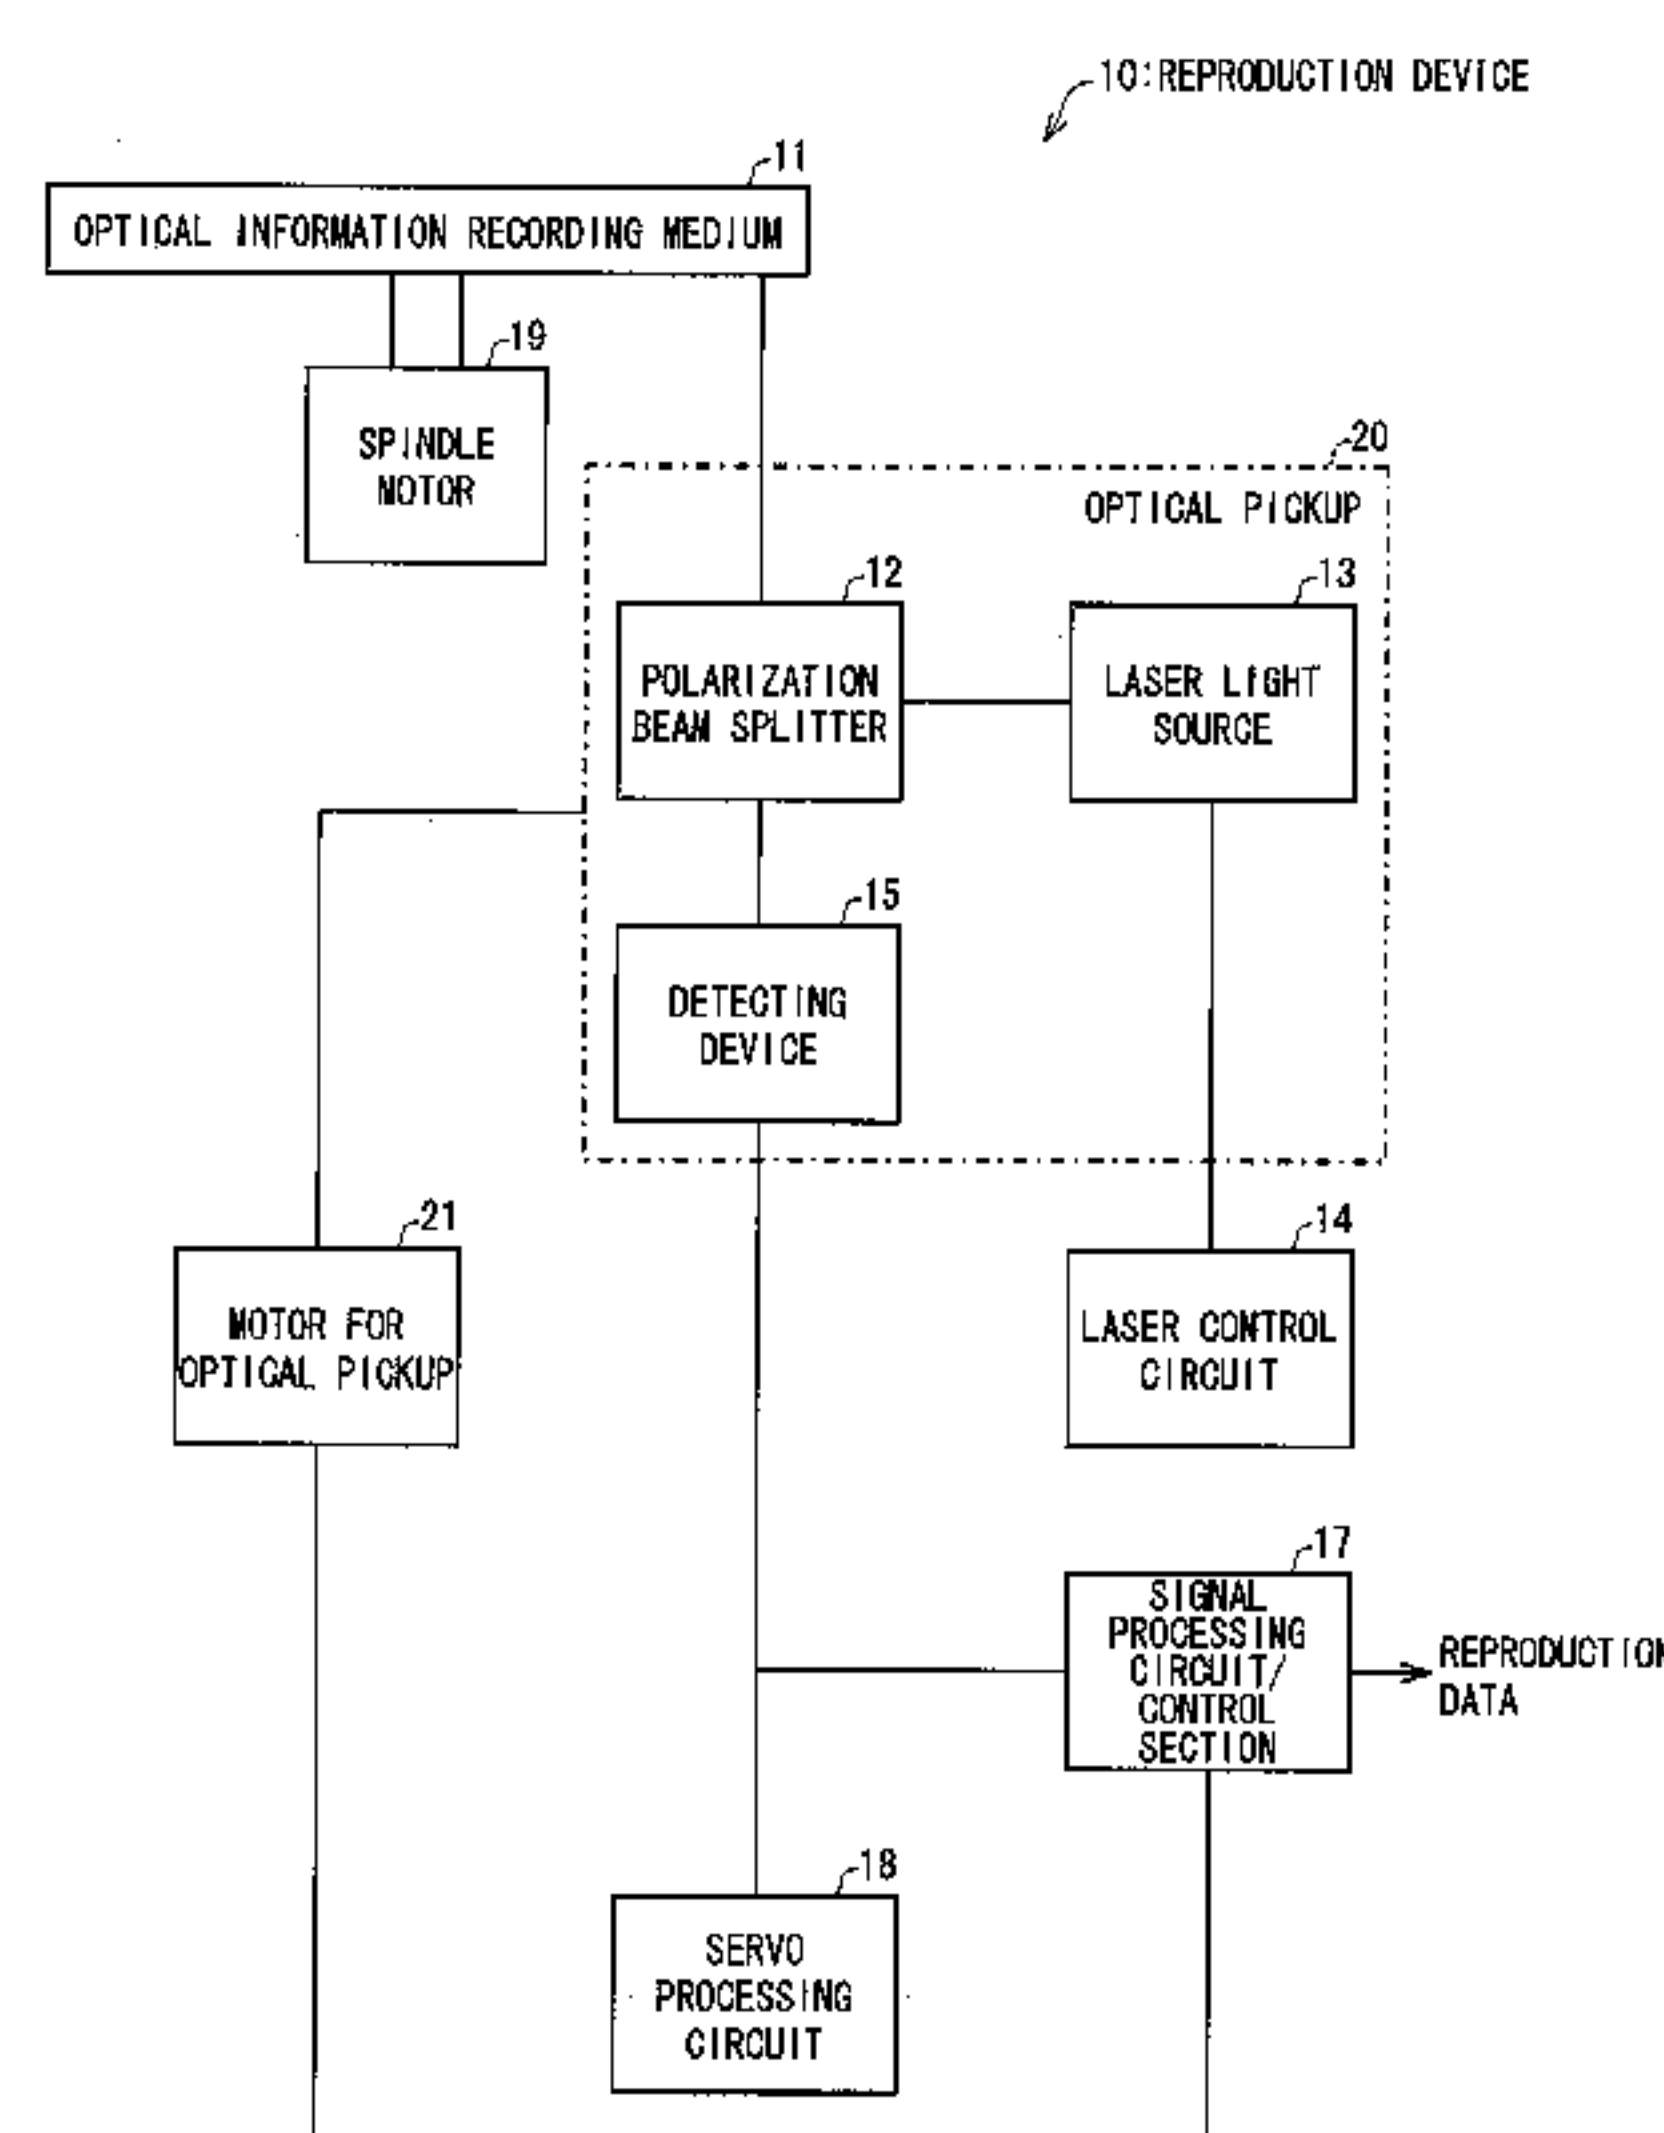 10:REPRODUCTION DEVICE
11
OPTICAL INFORMATION RECORDING MEDIUM
19
SPINDLE
MOTOR
20
OPTICAL PICKUP
12
POLARIZATION
BEAM SPLITTER
13
LASER LIGHT
SOURCE
15
DETECTING
DEVICE
21
MOTOR FOR
OPTICAL PICKUP
14
LASER CONTROL
CIRCUIT
17
SIGNAL
PROCESSING
CIRCUIT/
CONTROL
SECTION
REPRODUCTION
DATA
18
SERVO
PROCESSING
CIRCUIT